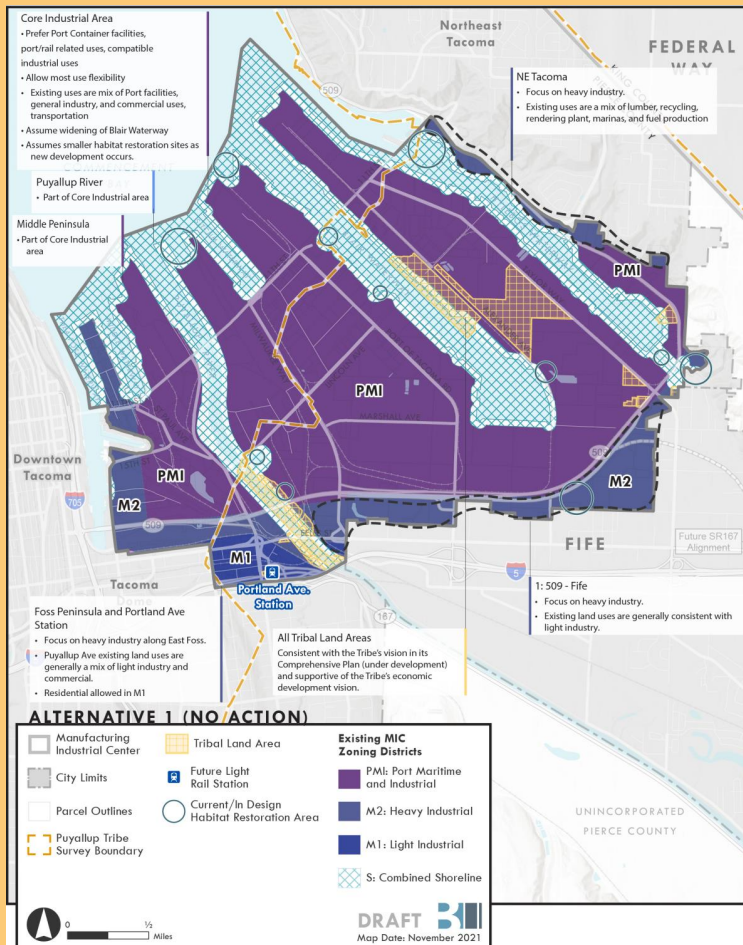 Core Industrial Area
• Prefer Port Container facilities,
port/rail related uses, compatible
industrial uses
• Allow most use flexibility
• Existing uses are mix of Port facilities,
general industry, and commercial uses,
transportation
• Assume widening of Blair Waterway
• Assumes smaller habitat restoration sites as
new development occurs.
Puyallup River
• Part of Core Industrial area
Middle Peninsula
• Part of Core Industrial
area
Northeast
Tacoma
FEDERAL
WAY
KING COUNTY
509
NE Tacoma
• Focus on heavy industry.
• Existing uses are a mix of lumber, recycling,
rendering plant, marinas, and fuel production
PMI
PMI
MARSHALL AVE
509
M2
Downtown
Tacoma
705
PMI
M2
509
M1
Portland Ave.
Station
FIFE
Future SR167
Alignment
5
167
Tacoma
Dome
Foss Peninsula and Portland Ave
Station
• Focus on heavy industry along East Foss.
• Puyallup Ave existing land uses are
generally a mix of light industry and
commercial.
• Residential allowed in M1
All Tribal Land Areas
Consistent with the Tribe's vision in its
Comprehensive Plan (under development)
and supportive of the Tribe's economic
development vision.
1: 509 - Fife
• Focus on heavy industry.
• Existing land uses are generally consistent with
light industry.
UNINCORPORATED
PIERCE COUNTY
ALTERNATIVE 1 (NO ACTION)
Manufacturing
Industrial Center
City Limits
Parcel Outlines
Puyallup Tribe
Survey Boundary
Tribal Land Area
Future Light
Rail Station
Current/In Design
Habitat Restoration Area
Existing MIC
Zoning Districts
PMI: Port Maritime
and Industrial
M2: Heavy Industrial
M1: Light Industrial
S: Combined Shoreline
0 ½
Miles
DRAFT
Map Date: November 2021